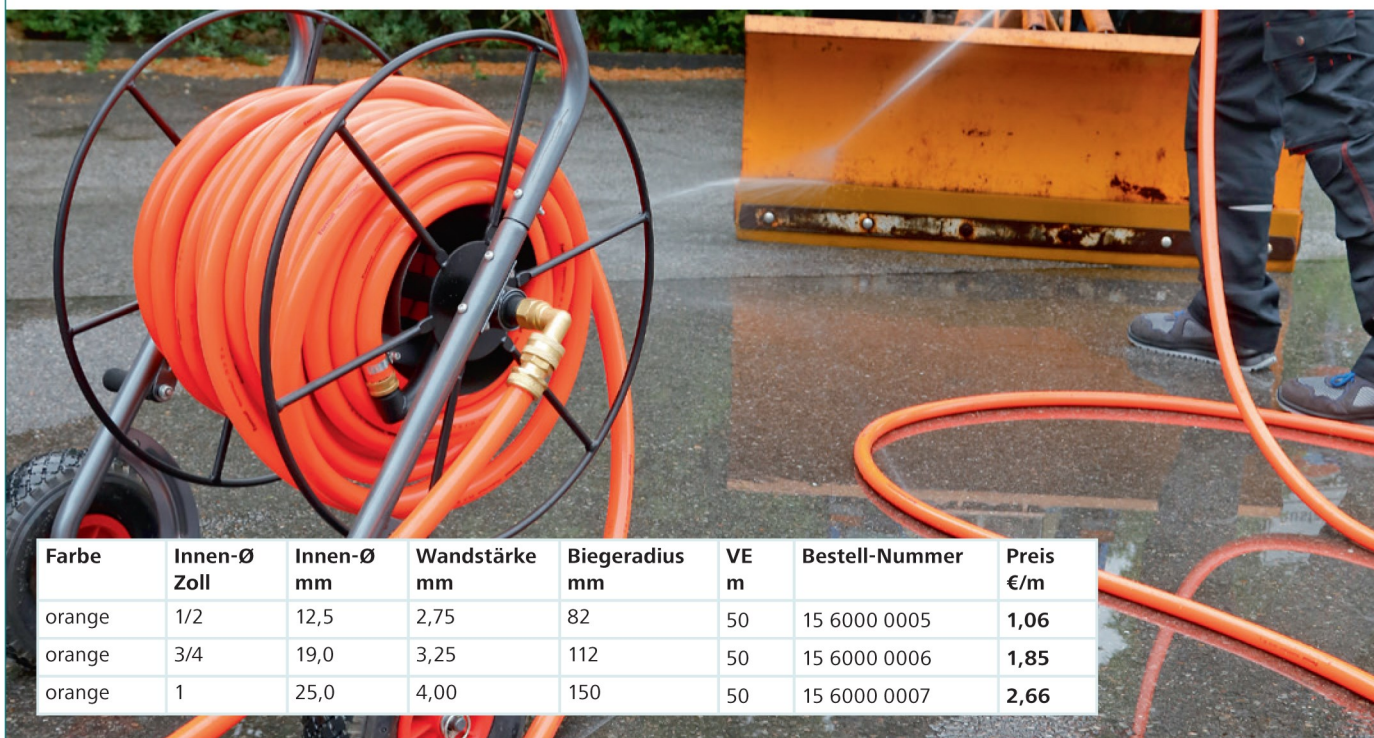 Farbe Innen-Ø Innen-Ø Wandstärke Biegeradius VE Bestell-Nummer Preis
Zoll mm mm mm m €/m
orange 1/2 12,5 2,75 82 50 15 6000 0005 1,06
orange 3/4 19,0 3,25 112 50 15 6000 0006 1,85
orange 1 25,0 4,00 150 50 15 6000 0007 2,66